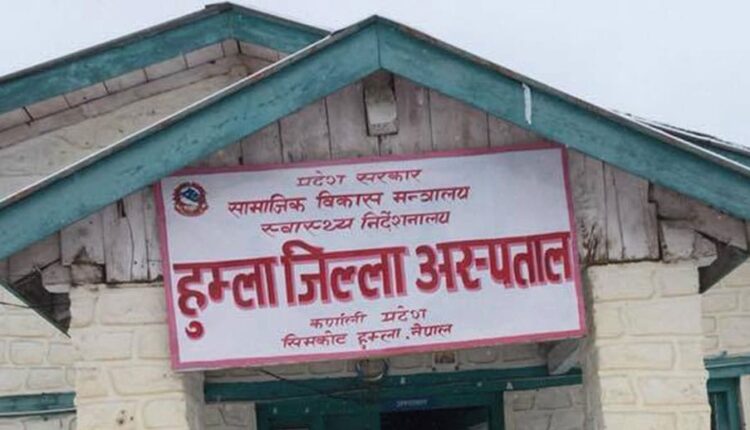 प्रदेश सरकार
सामाजिक विकास मन्त्रालय
स्वास्थ्य निर्देशनालय
हुम्ला जिल्ला अस्पताल
कर्णाली प्रदेश
सिमकोट हुम्ला, नेपाल